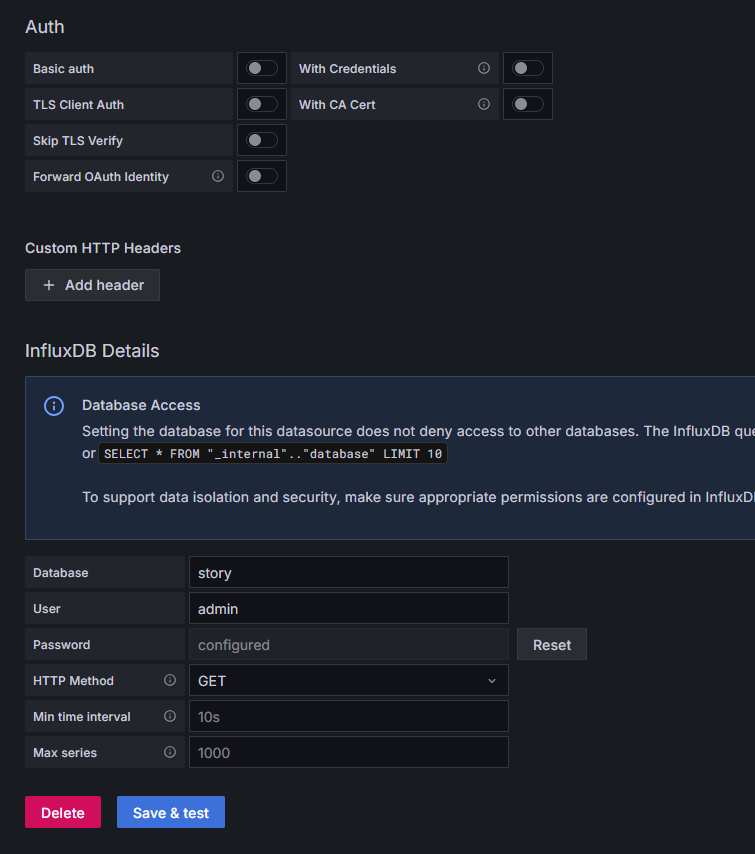 Auth
Basic auth With Credentials
TLS Client Auth With CA Cert
Skip TLS Verify
Forward OAuth Identity
Custom HTTP Headers
+ Add header
InfluxDB Details
Database Access
Setting the database for this datasource does not deny access to other databases. The InfluxDB que
or SELECT * FROM "_internal".."database" LIMIT 10
To support data isolation and security, make sure appropriate permissions are configured in InfluxD
Database story
User admin
Password configured Reset
HTTP Method GET
Min time interval 10s
Max series 1000
Delete Save & test